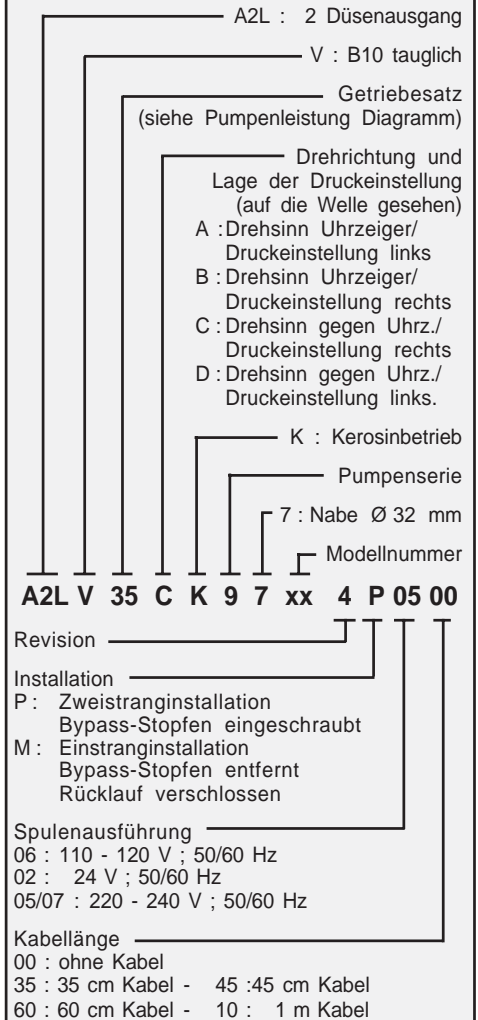 A2L : 2 Düsenausgang
V : B10 tauglich
Getriebesatz
(siehe Pumpenleistung Diagramm)
Drehrichtung und
Lage der Druckeinstellung
(auf die Welle gesehen)
A : Drehsinn Uhrzeiger/
Druckeinstellung links
B : Drehsinn Uhrzeiger/
Druckeinstellung rechts
C : Drehsinn gegen Uhrz./
Druckeinstellung rechts
D : Drehsinn gegen Uhrz./
Druckeinstellung links.
K : Kerosinbetrieb
Pumpenserie
7 : Nabe Ø 32 mm
Modellnummer
A2L V 35 C K 9 7 xx 4 P 05 00
Revision
Installation
P : Zweistranginstallation
Bypass-Stopfen eingeschraubt
M : Einstranginstallation
Bypass-Stopfen entfernt
Rücklauf verschlossen
Spulenausführung
06 : 110 - 120 V ; 50/60 Hz
02 : 24 V ; 50/60 Hz
05/07 : 220 - 240 V ; 50/60 Hz
Kabellänge
00 : ohne Kabel
35 : 35 cm Kabel - 45 :45 cm Kabel
60 : 60 cm Kabel - 10 : 1 m Kabel